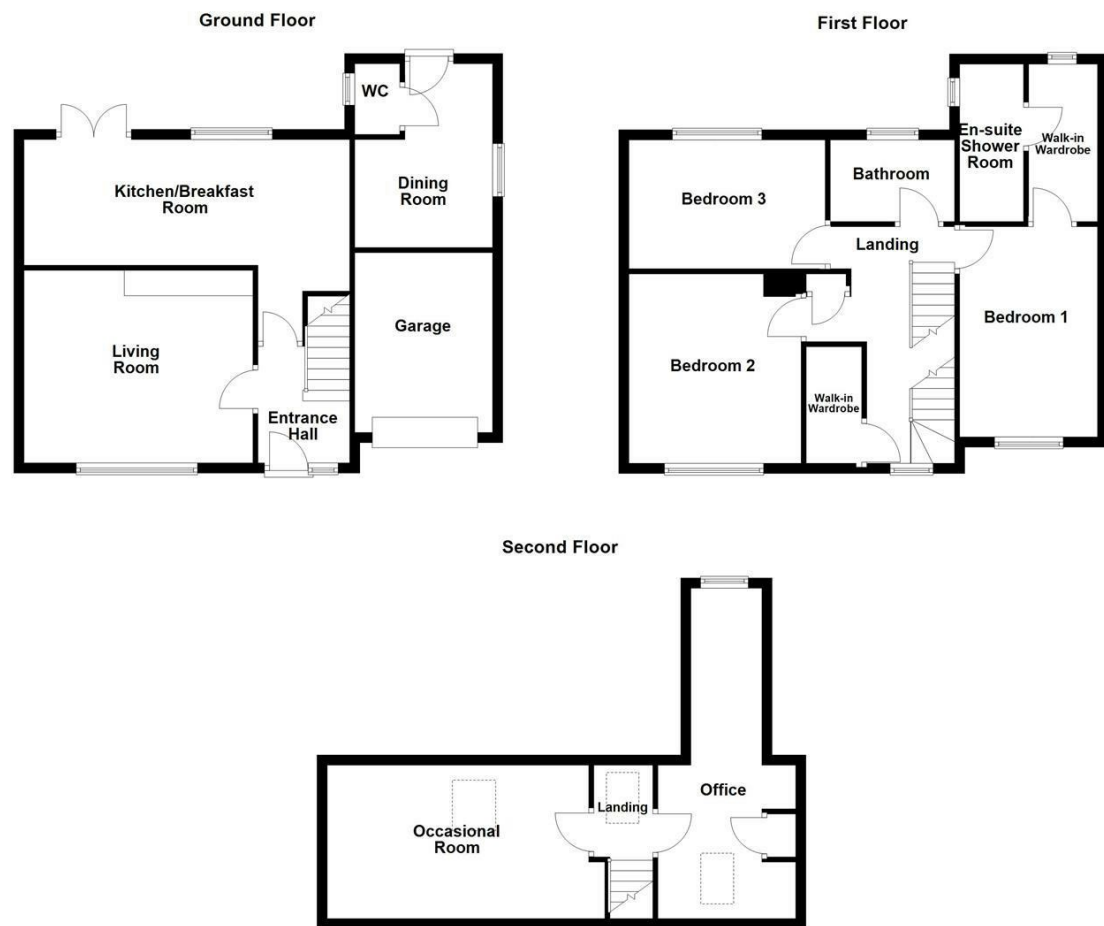 Ground Floor
WC
Kitchen/Breakfast
Room
Dining
Room
Living
Room
Garage
Entrance
Hall
First Floor
En-suite
Shower
Room
Walk-in
Wardrobe
Bathroom
Bedroom 3
Landing
Bedroom 1
Bedroom 2
Walk-in
Wardrobe
Second Floor
Office
Landing
Occasional
Room